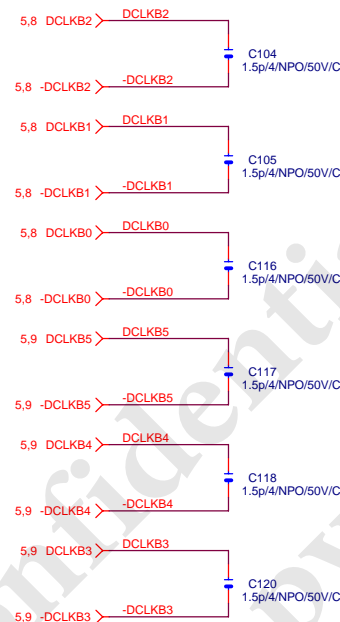 5,8 DCLKB2 DCLKB2
C104
1.5p/4/NPO/50V/C
5,8 -DCLKB2 -DCLKB2
5,8 DCLKB1 DCLKB1
C105
1.5p/4/NPO/50V/C
5,8 -DCLKB1 -DCLKB1
5,8 DCLKB0 DCLKB0
C116
1.5p/4/NPO/50V/C
5,8 -DCLKB0 -DCLKB0
5,9 DCLKB5 DCLKB5
C117
1.5p/4/NPO/50V/C
5,9 -DCLKB5 -DCLKB5
5,9 DCLKB4 DCLKB4
C118
1.5p/4/NPO/50V/C
5,9 -DCLKB4 -DCLKB4
5,9 DCLKB3 DCLKB3
C120
1.5p/4/NPO/50V/C
5,9 -DCLKB3 -DCLKB3